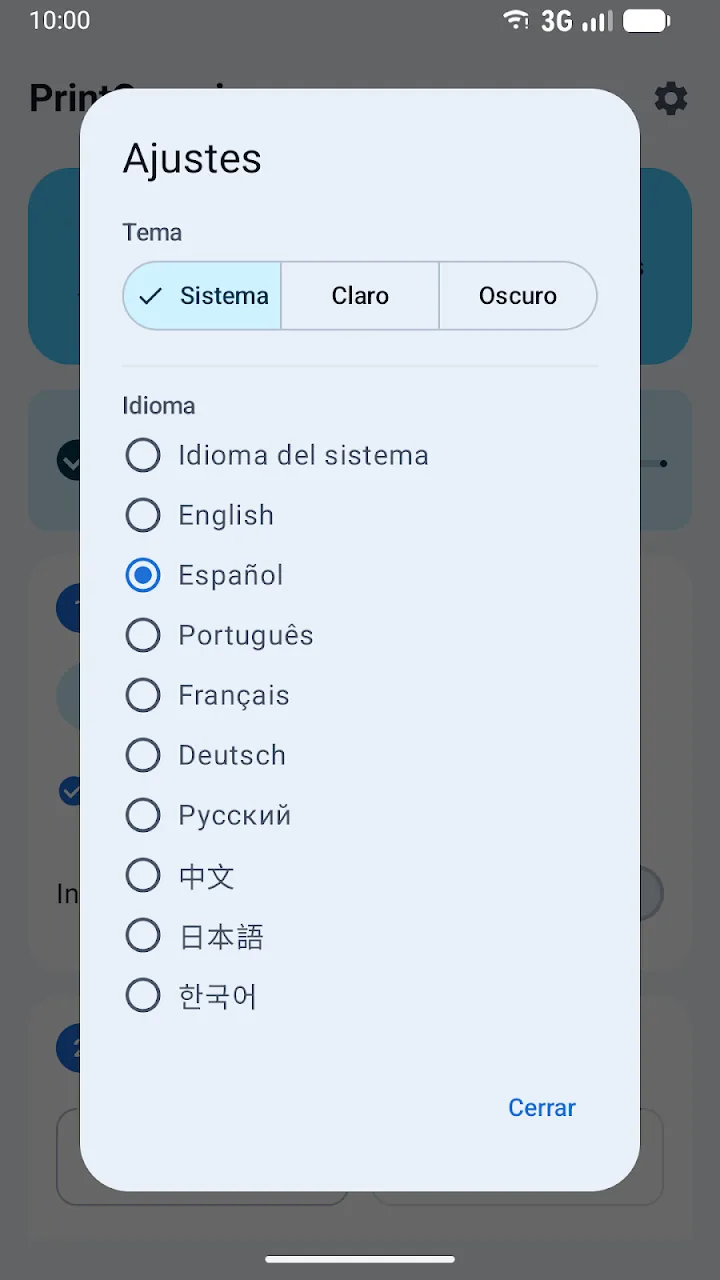 10:00
3G
Ajustes
Tema
Sistema
Claro
Oscuro
Idioma
Idioma del sistema
English
Español
Português
Français
Deutsch
Русский
中文
日本語
한국어
Cerrar